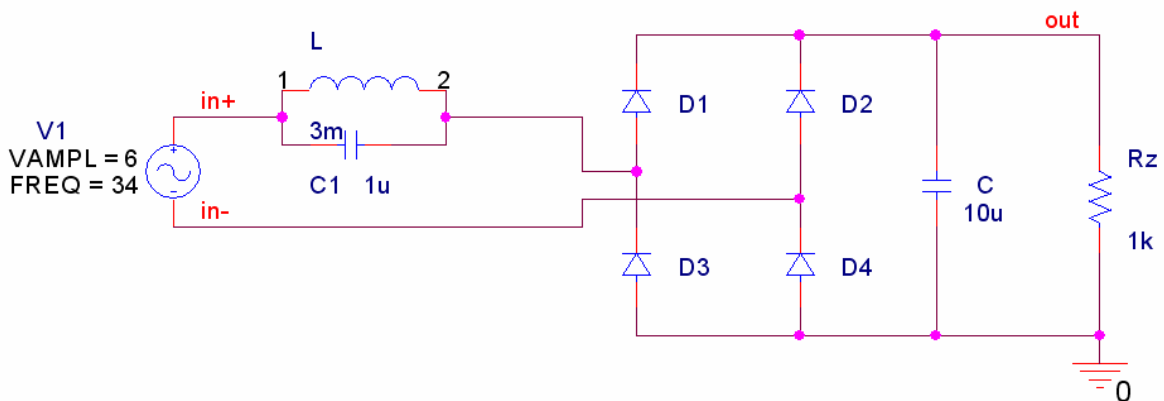 out
L
1
2
in+
D1
D2
V1
VAMPL = 6
FREQ = 34
3m
C1
1u
Rz
C
10u
in-
1k
D3
D4
0